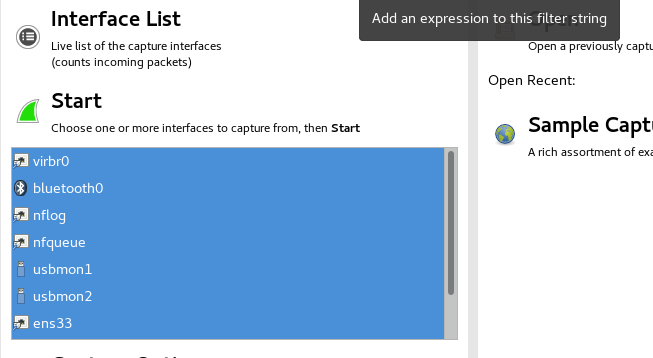 Interface List
Live list of the capture interfaces
(counts incoming packets)
Start
Choose one or more interfaces to capture from, then Start
virbr0
bluetooth0
nflog
nfqueue
usbmon1
usbmon2
ens33
Add an expression to this filter string
Open a previously captu
Open Recent:
Sample Captu
A rich assortment of exa